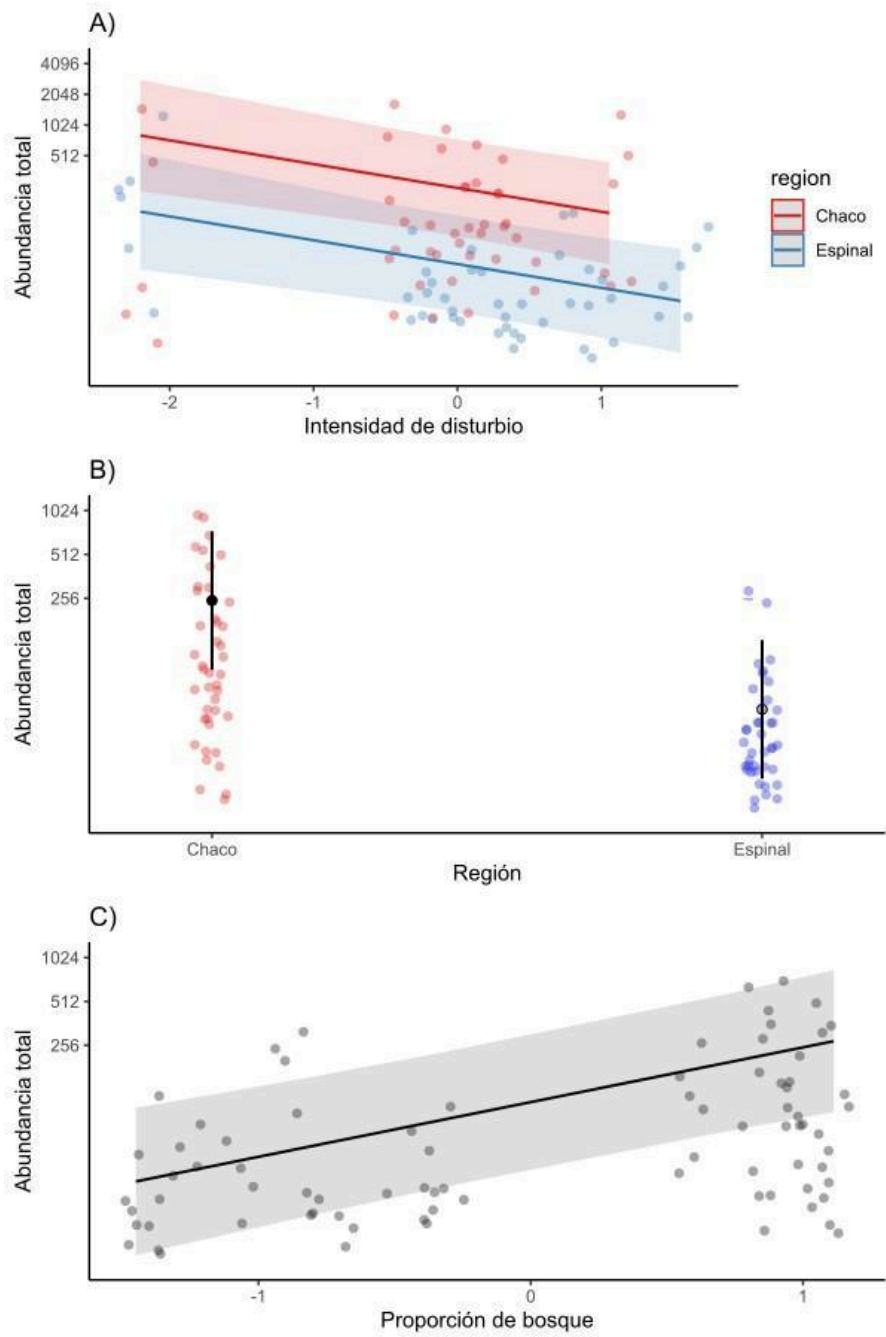 A)
4096
2048
1024
512
Abundancia total
-2
-1
0
1
Intensidad de disturbio
region
Chaco
Espinal
B)
1024
512
256
Abundancia total
Chaco
Espinal
Región
C)
1024
512
256
Abundancia total
-1
0
1
Proporción de bosque